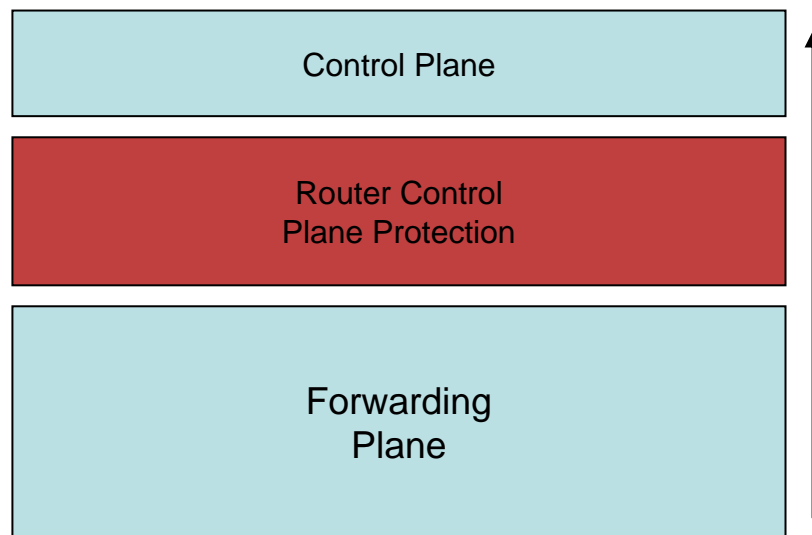 Control Plane
Router Control
Plane Protection
Forwarding
Plane